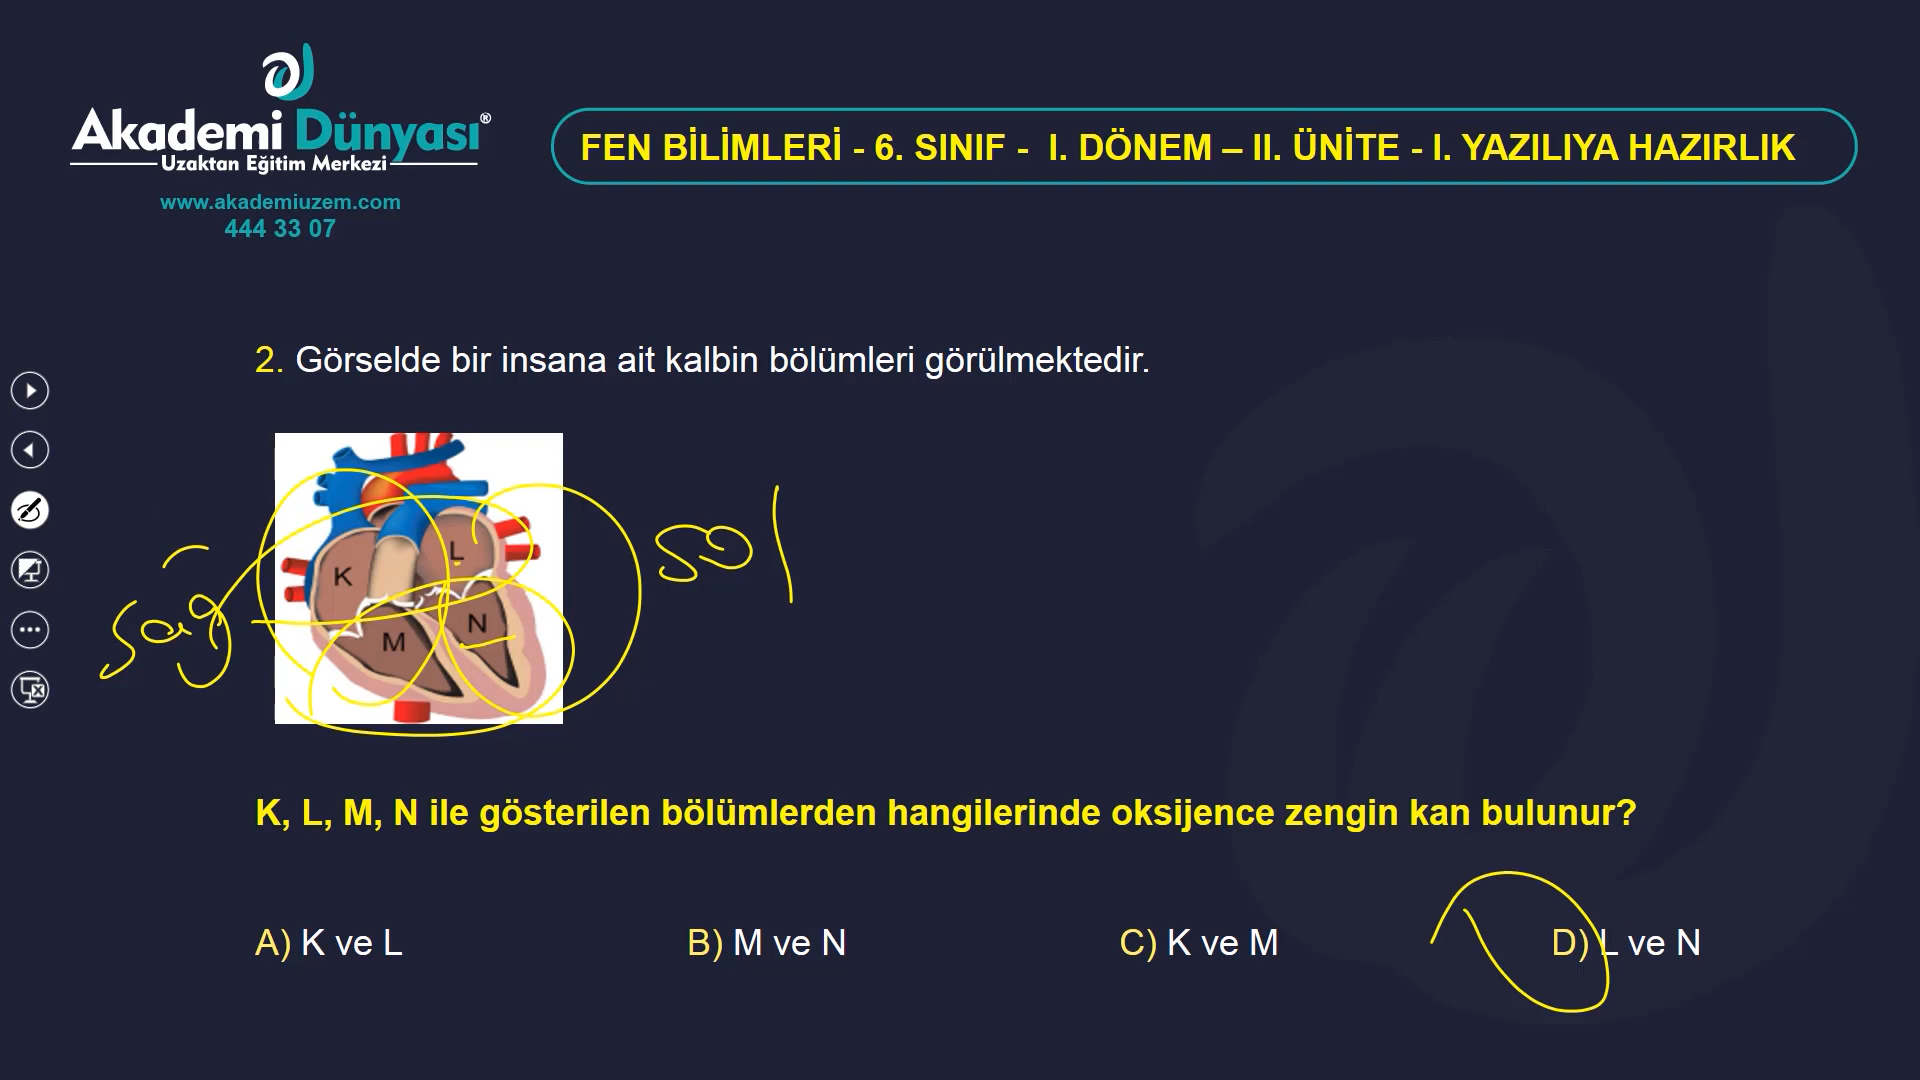 Akademi Dünyası®
Uzaktan Eğitim Merkezi
www.akademiuzem.com
444 33 07
FEN BİLİMLERİ - 6. SINIF - I. DÖNEM – II. ÜNİTE - I. YAZILIYA HAZIRLIK
2. Görselde bir insana ait kalbin bölümleri görülmektedir.
sağ
sol
L
K
N
M
K, L, M, N ile gösterilen bölümlerden hangilerinde oksijence zengin kan bulunur?
A) K ve L
B) M ve N
C) K ve M
D) L ve N